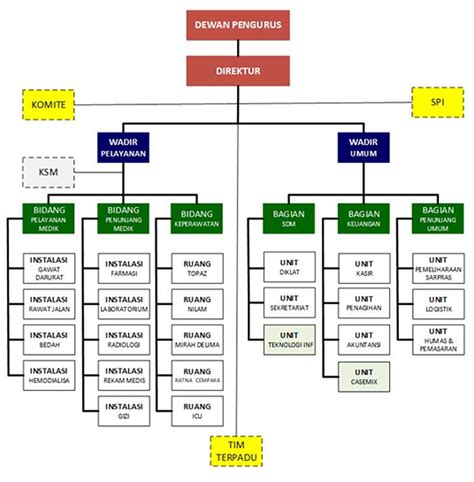 DEWAN PENGURUS
DIREKTUR
KOMITE
SPI
WADIR
PELAYANAN
WADIR
UMUM
KSM
BIDANG
PELAYANAN
MEDIK
BIDANG
PENUNJANG
MEDIK
BIDANG
KEPERAWATAN
BAGIAN
SDM
BAGIAN
KEUANGAN
BAGIAN
PENUNJANG
UMUM
INSTALASI
GAWAT
DARURAT
INSTALASI
FARMASI
RUANG
TOPAZ
UNIT
DIKLAT
UNIT
KASIR
UNIT
PEMELIHARAAN
SARPRAS
INSTALASI
RAWAT JALAN
INSTALASI
LABORATORIUM
RUANG
NILAM
UNIT
SEKRETARIAT
UNIT
PENAGIHAN
UNIT
LOGISTIK
INSTALASI
BEDAH
INSTALASI
RADIOLOGI
RUANG
MIRAH DELIMA
UNIT
TEKNOLOGI INF
UNIT
AKUNTANSI
UNIT
HUMAS &
PEMASARAN
INSTALASI
HEMODIALISA
INSTALASI
REKAM MEDIS
RUANG
RATNA CEMPAKA
UNIT
CASEMIX
INSTALASI
GIZI
RUANG
ICU
TIM
TERPADU